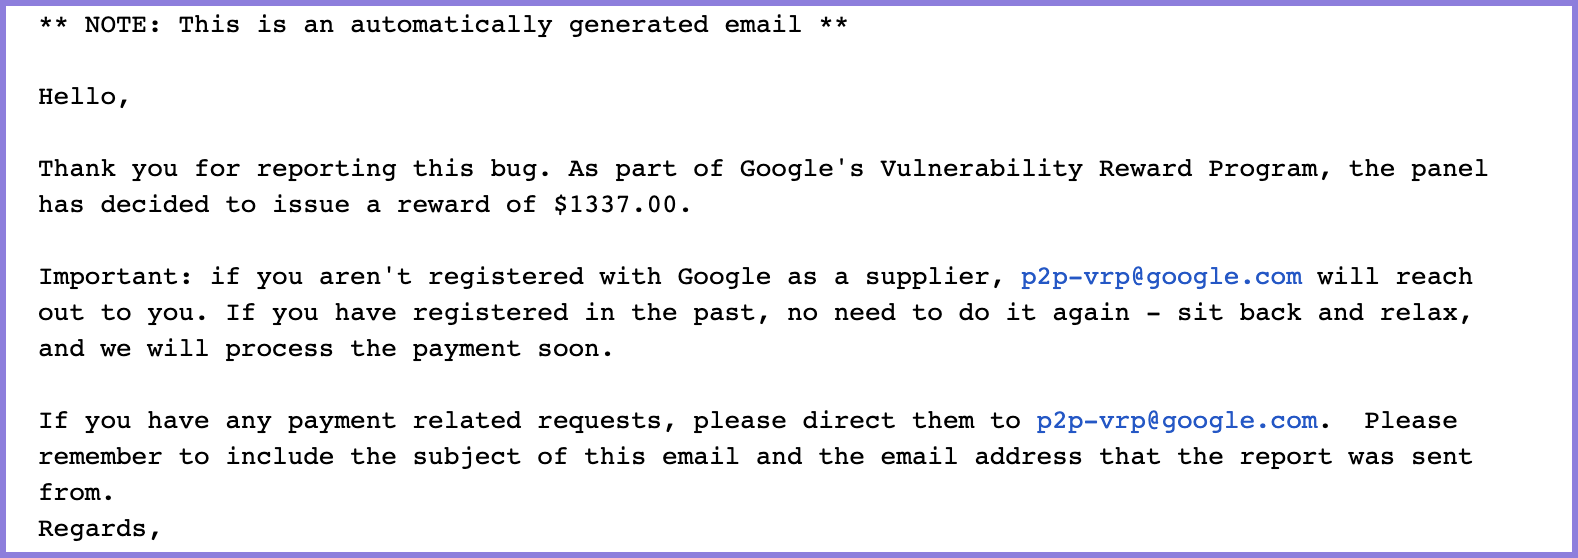 ** NOTE: This is an automatically generated email **
Hello,
Thank you for reporting this bug. As part of Google's Vulnerability Reward Program, the panel
has decided to issue a reward of $1337.00.
Important: if you aren't registered with Google as a supplier, p2p-vrp@google.com will reach
out to you. If you have registered in the past, no need to do it again - sit back and relax,
and we will process the payment soon.
If you have any payment related requests, please direct them to p2p-vrp@google.com.  Please
remember to include the subject of this email and the email address that the report was sent
from.
Regards,